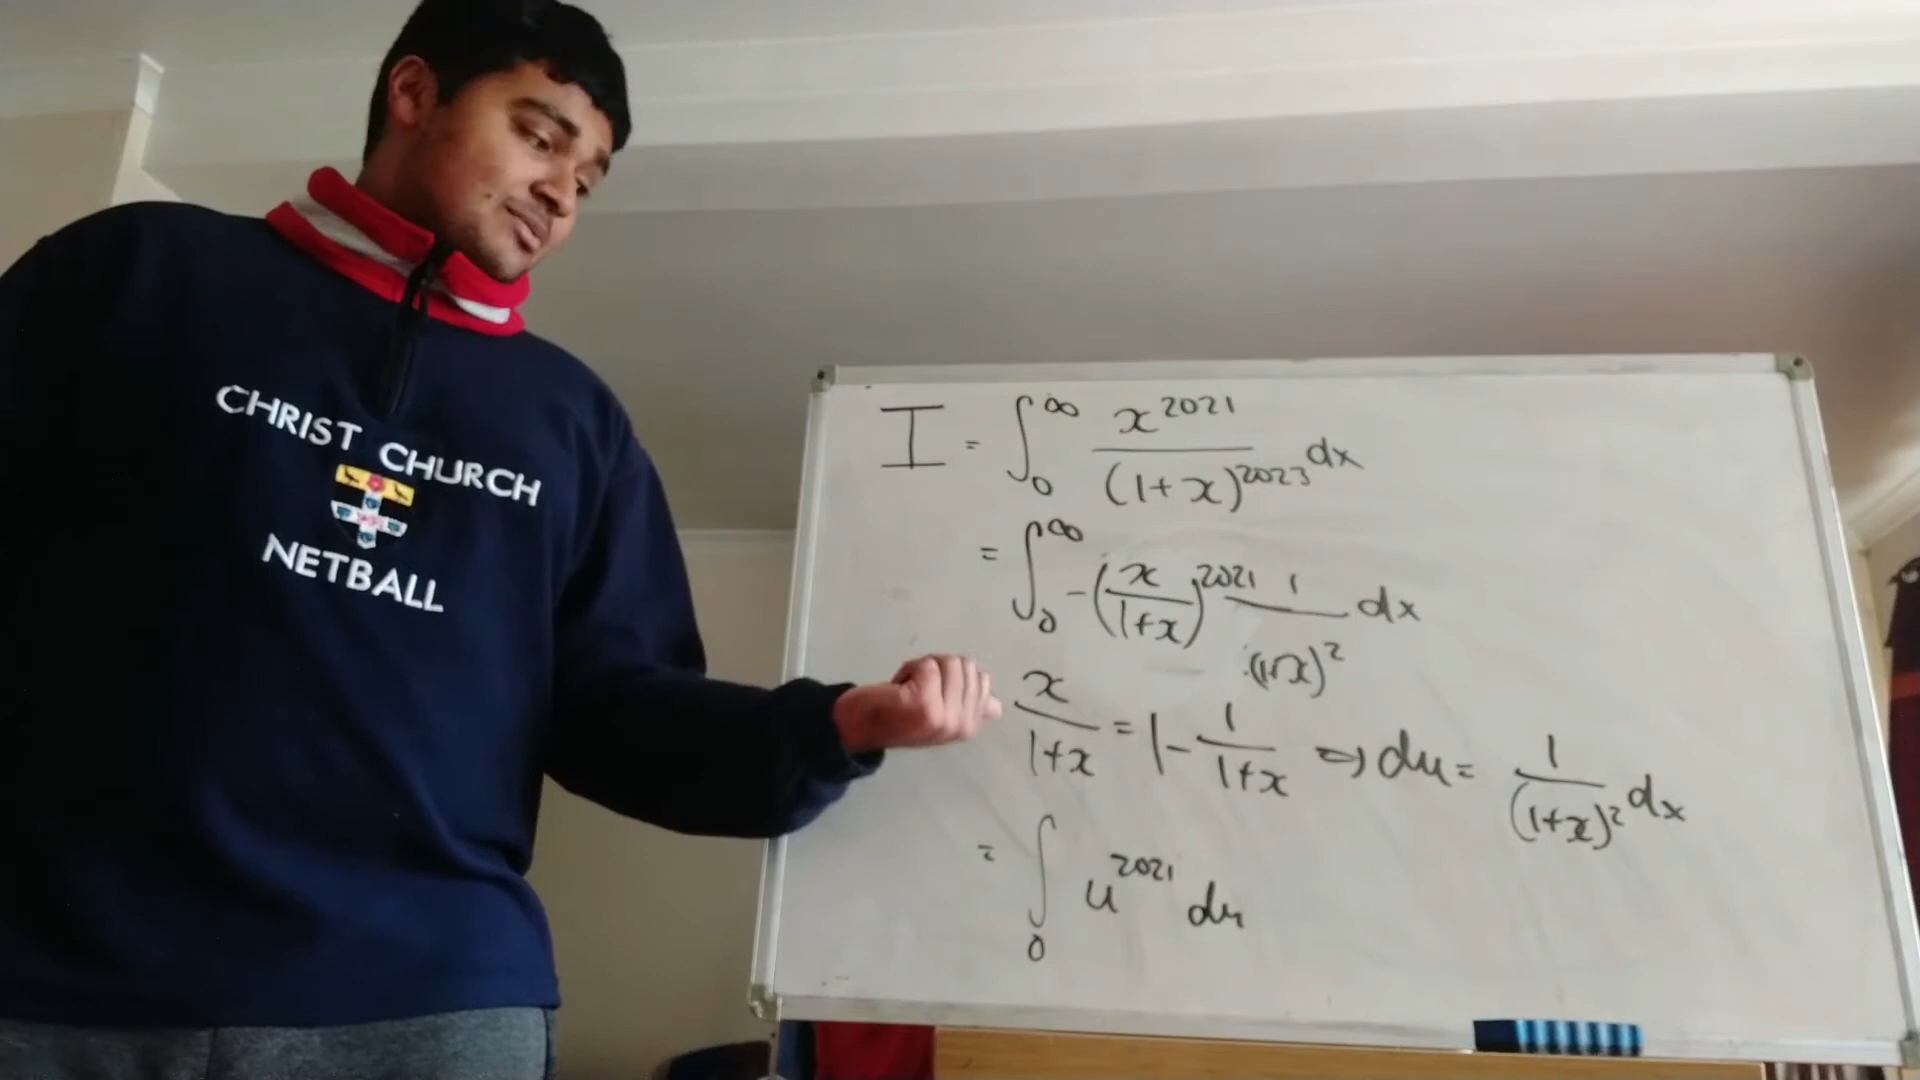 CHRIST CHURCH
NETBALL
I = ∫₀^∞ x^2021 / (1+x)^2023 dx
= ∫₀^∞ -(x/(1+x))^2021 1/(1+x)^2 dx
x/(1+x) = 1 - 1/(1+x) ⇒ du = 1/(1+x)^2 dx
= ∫₀ u^2021 du